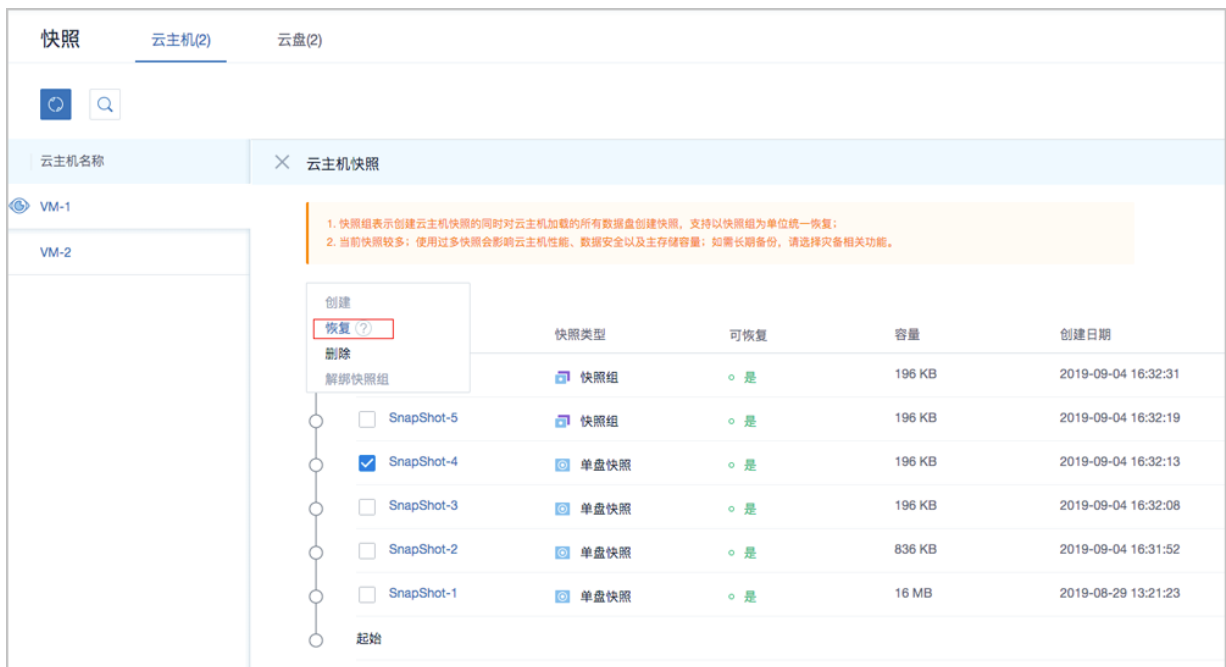 快照 云主机(2) 云盘(2)
云主机名称
云主机快照
VM-1
VM-2
1. 快照组表示创建云主机快照的同时对云主机加载的所有数据盘创建快照，支持以快照组为单位统一恢复；
2. 当前快照较多；使用过多快照会影响云主机性能、数据安全以及主存储容量；如需长期备份，请选择灾备相关功能。
创建
恢复 ?
删除
解绑快照组
快照类型 可恢复 容量 创建日期
快照组 是 196 KB 2019-09-04 16:32:31
SnapShot-5 快照组 是 196 KB 2019-09-04 16:32:19
SnapShot-4 单盘快照 是 196 KB 2019-09-04 16:32:13
SnapShot-3 单盘快照 是 196 KB 2019-09-04 16:32:08
SnapShot-2 单盘快照 是 836 KB 2019-09-04 16:31:52
SnapShot-1 单盘快照 是 16 MB 2019-08-29 13:21:23
起始